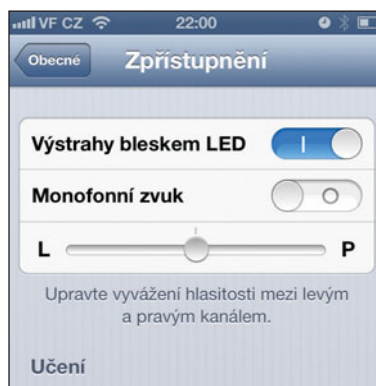 VF CZ 22:00
Obecné Zpřístupnění
Výstrahy bleskem LED
Monofonní zvuk
L P
Upravte vyvážení hlasitosti mezi levým
a pravým kanálem.
Učení